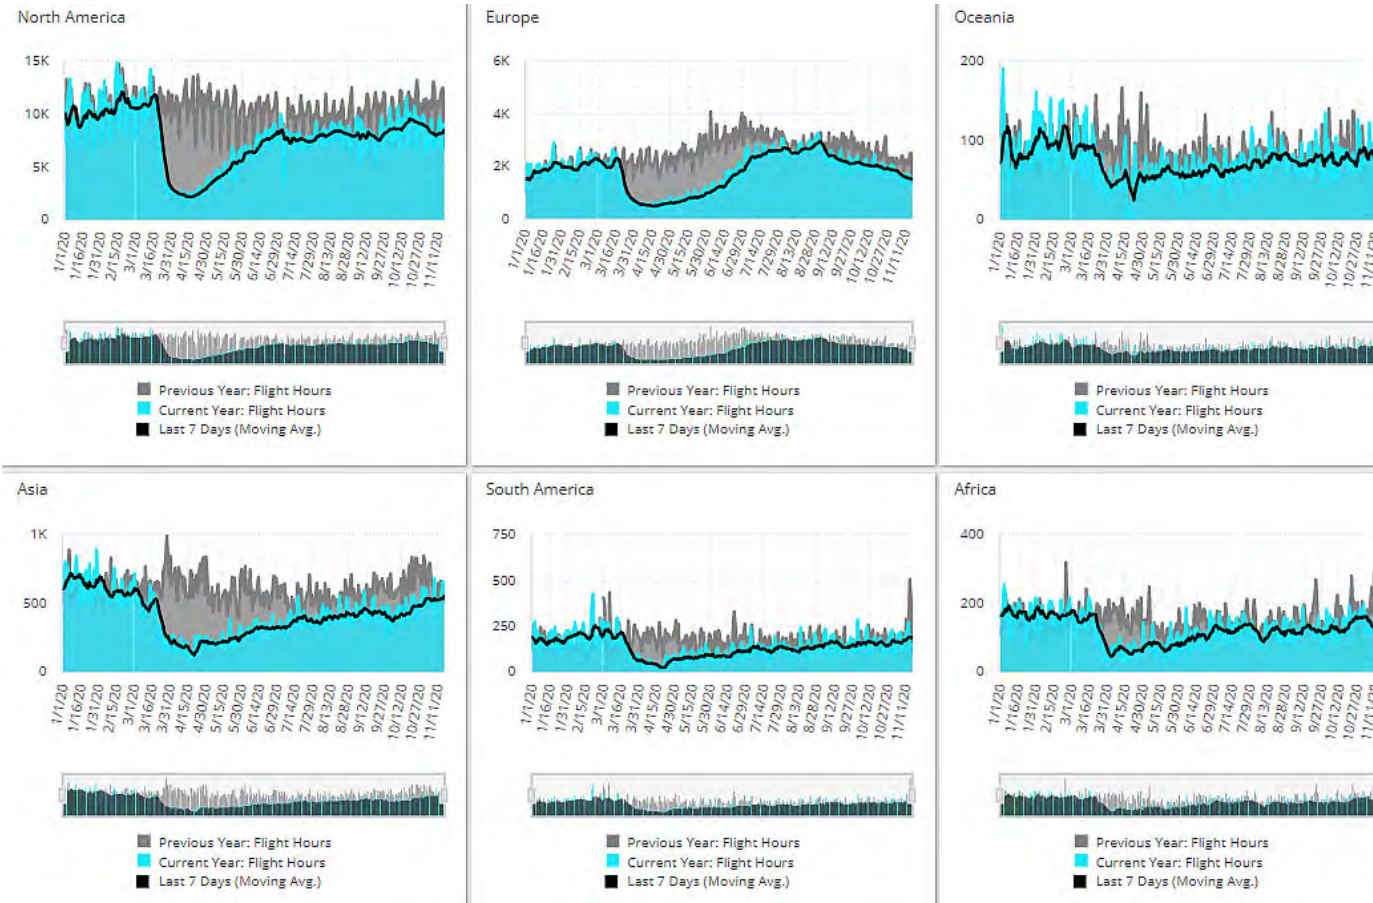 North America
15K
10K
5K
0
1/1/20 1/16/20 1/31/20 2/15/20 3/1/20 3/16/20 3/31/20 4/15/20 4/30/20 5/15/20 5/30/20 6/14/20 6/29/20 7/14/20 7/29/20 8/13/20 8/28/20 9/12/20 9/27/20 10/12/20 10/27/20 11/11/20
Previous Year: Flight Hours
Current Year: Flight Hours
Last 7 Days (Moving Avg.)
Europe
6K
4K
2K
0
1/1/20 1/16/20 1/31/20 2/15/20 3/1/20 3/16/20 3/31/20 4/15/20 4/30/20 5/15/20 5/30/20 6/14/20 6/29/20 7/14/20 7/29/20 8/13/20 8/28/20 9/12/20 9/27/20 10/12/20 10/27/20 11/11/20
Previous Year: Flight Hours
Current Year: Flight Hours
Last 7 Days (Moving Avg.)
Oceania
200
100
0
1/1/20 1/16/20 1/31/20 2/15/20 3/1/20 3/16/20 3/31/20 4/15/20 4/30/20 5/15/20 5/30/20 6/14/20 6/29/20 7/14/20 7/29/20 8/13/20 8/28/20 9/12/20 9/27/20 10/12/20 10/27/20
Previous Year: Flight Hours
Current Year: Flight Hours
Last 7 Days (Moving Avg.)
Asia
1K
500
0
1/1/20 1/16/20 1/31/20 2/15/20 3/1/20 3/16/20 3/31/20 4/15/20 4/30/20 5/15/20 5/30/20 6/14/20 6/29/20 7/14/20 7/29/20 8/13/20 8/28/20 9/12/20 9/27/20 10/12/20 10/27/20 11/11/20
Previous Year: Flight Hours
Current Year: Flight Hours
Last 7 Days (Moving Avg.)
South America
750
500
250
0
1/1/20 1/16/20 1/31/20 2/15/20 3/1/20 3/16/20 3/31/20 4/15/20 4/30/20 5/15/20 5/30/20 6/14/20 6/29/20 7/14/20 7/29/20 8/13/20 8/28/20 9/12/20 9/27/20 10/12/20 10/27/20 11/11/20
Previous Year: Flight Hours
Current Year: Flight Hours
Last 7 Days (Moving Avg.)
Africa
400
200
0
1/1/20 1/16/20 1/31/20 2/15/20 3/1/20 3/16/20 3/31/20 4/15/20 4/30/20 5/15/20 5/30/20 6/14/20 6/29/20 7/14/20 7/29/20 8/13/20 8/28/20 9/12/20 9/27/20 10/12/20 10/27/20
Previous Year: Flight Hours
Current Year: Flight Hours
Last 7 Days (Moving Avg.)